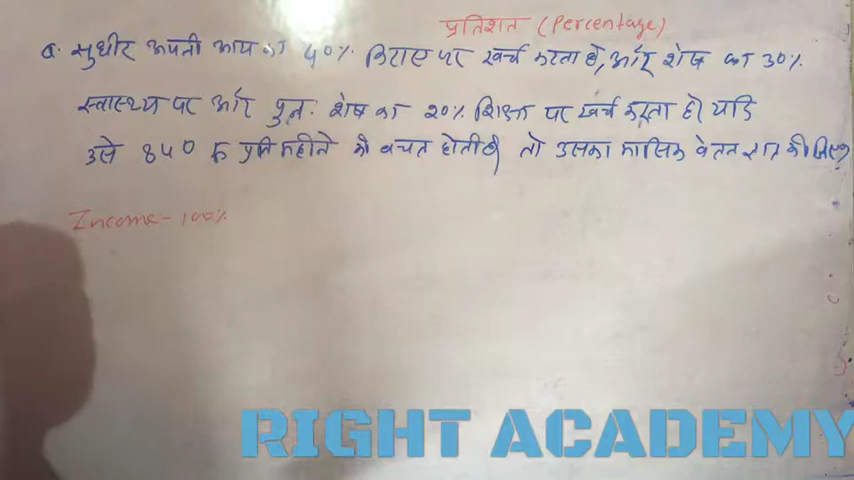 प्रतिशत (Percentage)
Q. सुधीर अपनी आय का 40% किराए पर खर्च करता है, और शेष का 30%
स्वास्थ्य पर और पुनः शेष का 20% शिक्षा पर खर्च करता है। यदि
उसे 840 रु प्रति महीने की बचत होती है, तो उसका मासिक वेतन ज्ञात कीजिए?
Income - 100%
RIGHT ACADEMY